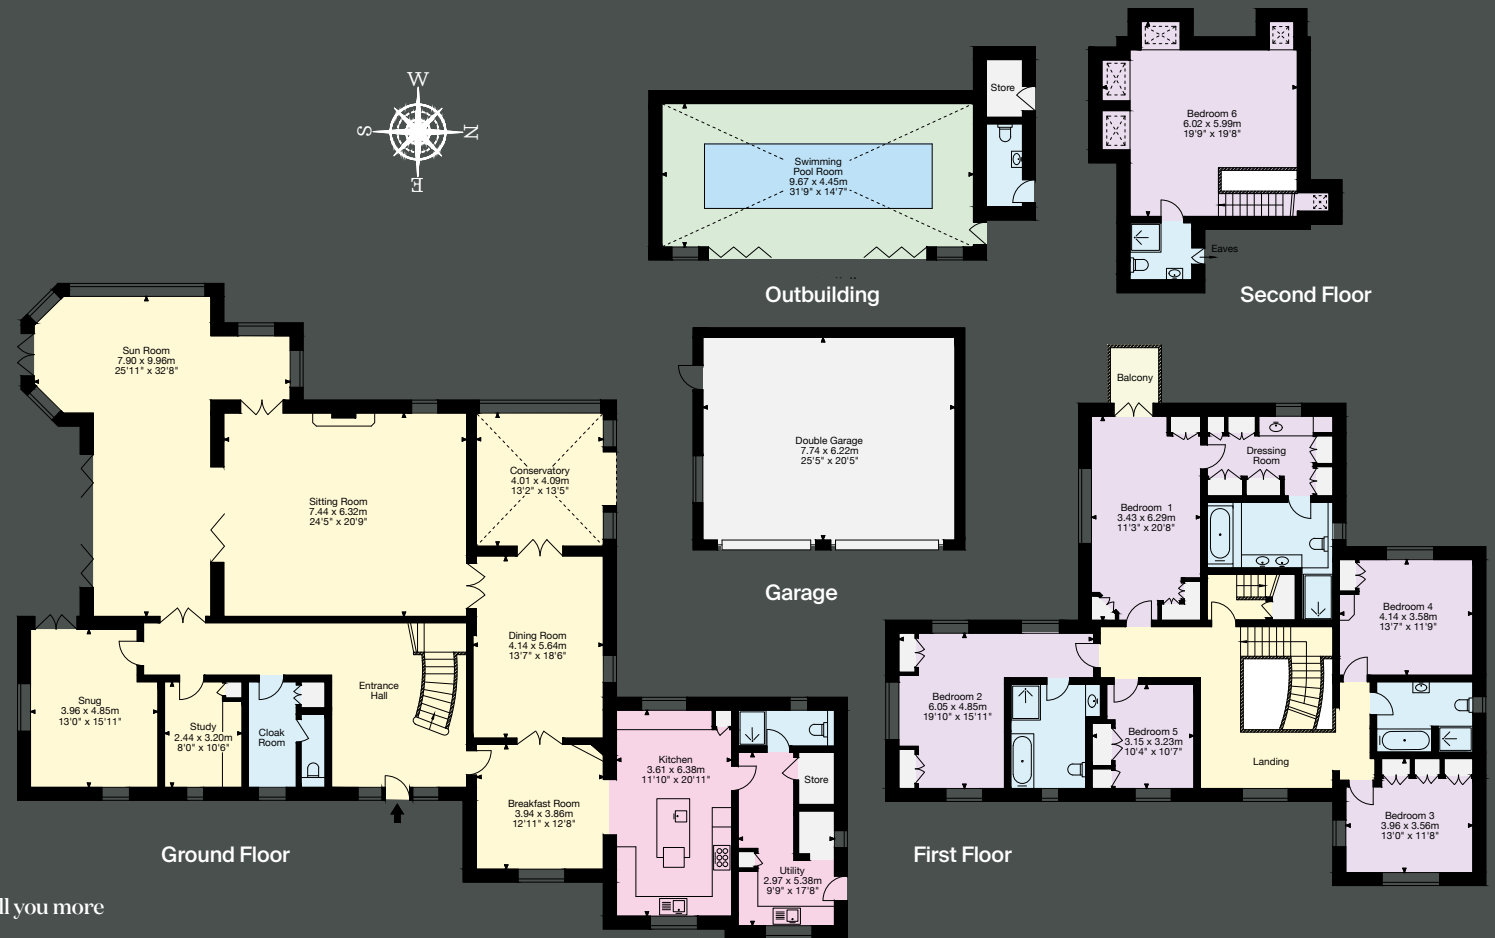 W
S
N
E
Store
Swimming
Pool Room
9.67 x 4.45m
31'9" x 14'7"
Outbuilding
Bedroom 6
6.02 x 5.99m
19'9" x 19'8"
Eaves
Second Floor
Sun Room
7.90 x 9.96m
25'11" x 32'8"
Sitting Room
7.44 x 6.32m
24'5" x 20'9"
Conservatory
4.01 x 4.09m
13'2" x 13'5"
Dining Room
4.14 x 5.64m
13'7" x 18'6"
Snug
3.96 x 4.85m
13'0" x 15'11"
Study
2.44 x 3.20m
8'0" x 10'6"
Cloak
Room
Entrance
Hall
Breakfast Room
3.94 x 3.86m
12'11" x 12'8"
Kitchen
3.61 x 6.38m
11'10" x 20'11"
Store
Utility
2.97 x 5.38m
9'9" x 17'8"
Ground Floor
Double Garage
7.74 x 6.22m
25'5" x 20'5"
Garage
Balcony
Dressing
Room
Bedroom 1
3.43 x 6.29m
11'3" x 20'8"
Bedroom 4
4.14 x 3.58m
13'7" x 11'9"
Bedroom 2
6.05 x 4.85m
19'10" x 15'11"
Bedroom 5
3.15 x 3.23m
10'4" x 10'7"
Landing
Bedroom 3
3.96 x 3.56m
13'0" x 11'8"
First Floor
ll you more